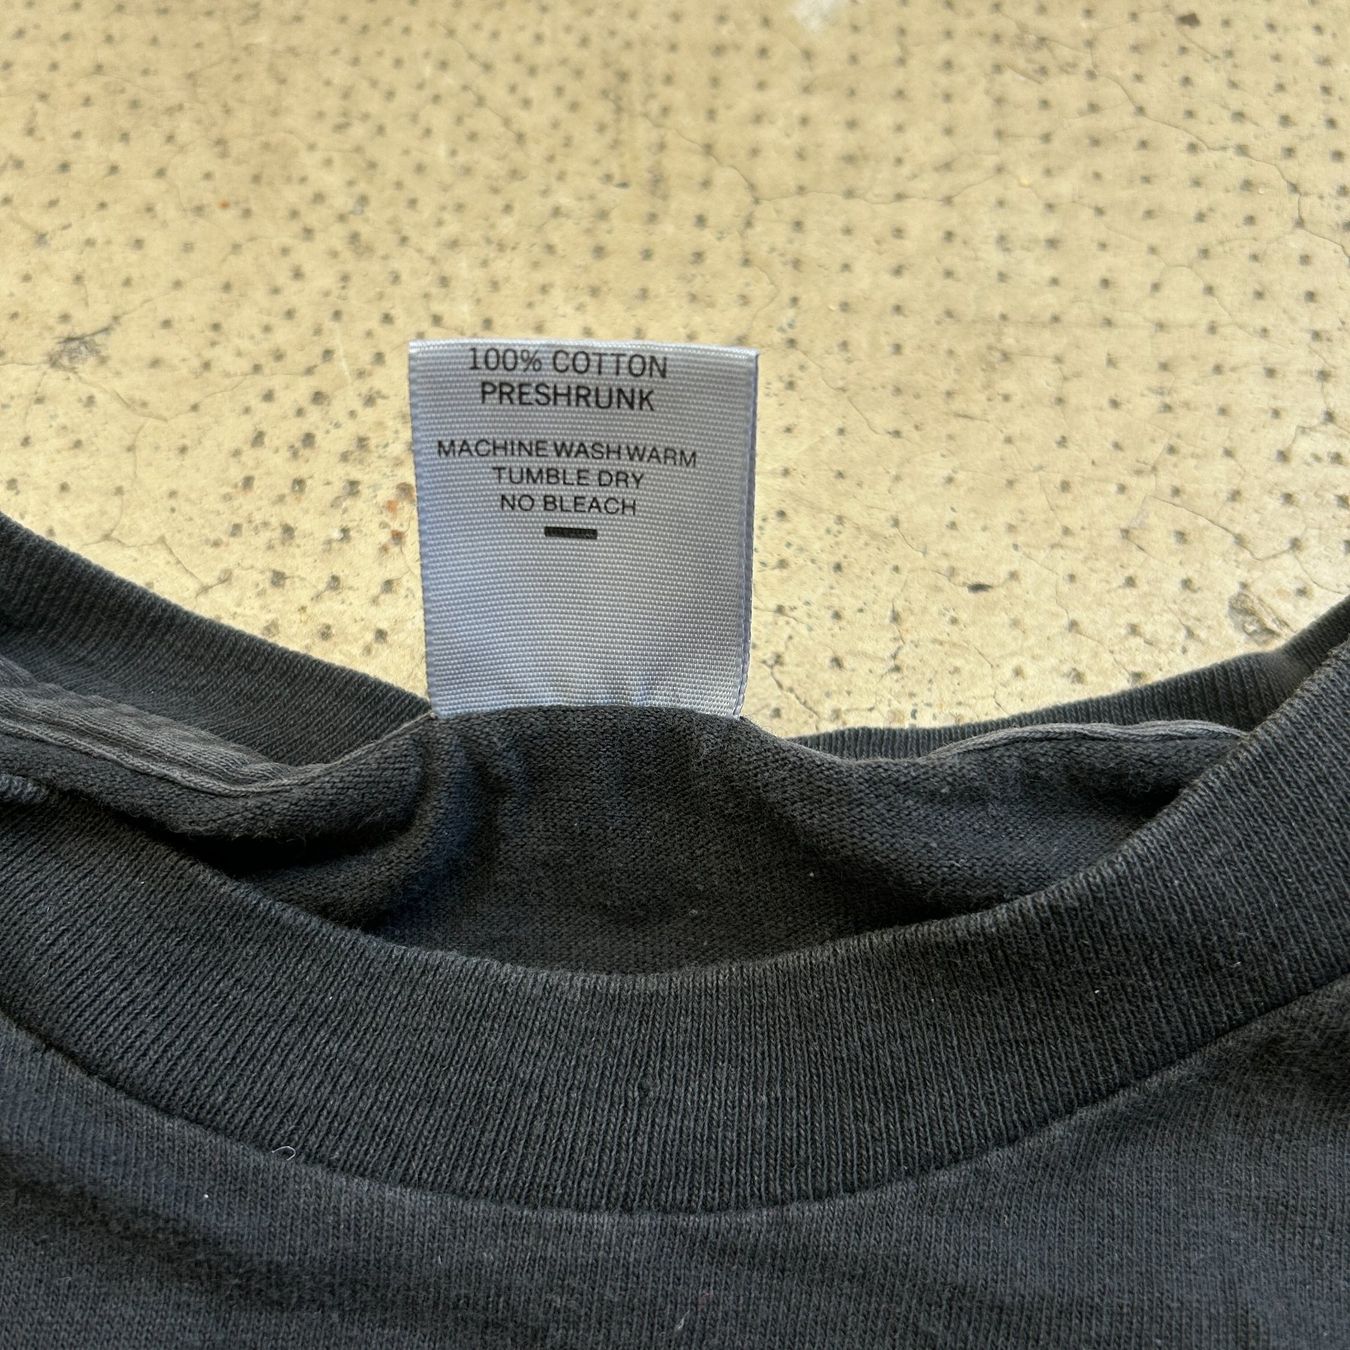 100% COTTON
PRESHRUNK
MACHINE WASH WARM
TUMBLE DRY
NO BLEACH